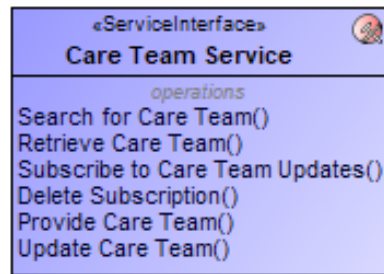 «ServiceInterface»
Care Team Service
operations
Search for Care Team()
Retrieve Care Team()
Subscribe to Care Team Updates()
Delete Subscription()
Provide Care Team()
Update Care Team()